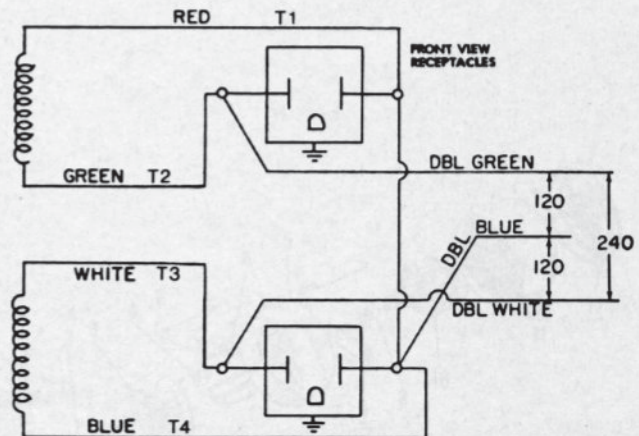 RED T1
FRONT VIEW
RECEPTACLES
GREEN T2
DBL GREEN
120
DBL BLUE
240
120
WHITE T3
DBL WHITE
BLUE T4